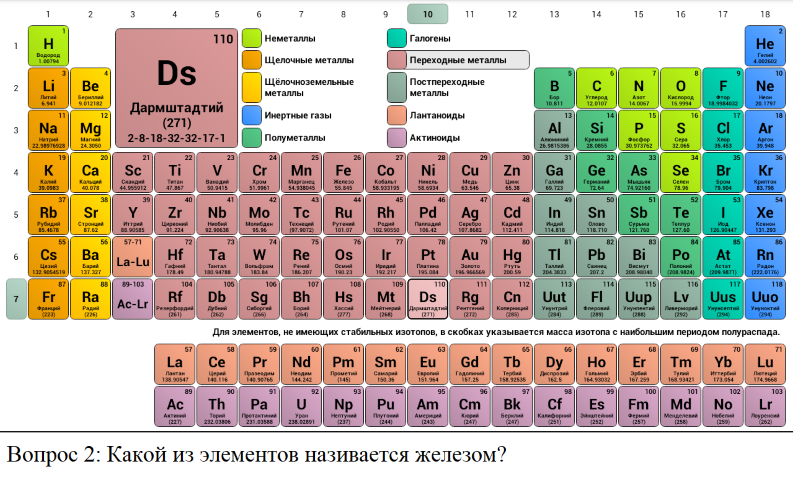 1 2 3 4 5 6 7 8 9 10 11 12 13 14 15 16 17 18
110
Ds
Дармштадтий
(271)
2-8-18-32-32-17-1
Неметаллы
Щелочные металлы
Щёлочноземельные
металлы
Инертные газы
Полуметаллы
Галогены
Переходные металлы
Постпереходные
металлы
Лантаноиды
Актиноиды
1 H Водород 1.00794 2 He Гелий 4.002602
2 3 Li Литий 6.941 4 Be Бериллий 9.012182 5 B Бор 10.811 6 C Углерод 12.0107 7 N Азот 14.0067 8 O Кислород 15.9994 9 F Фтор 18.9984032 10 Ne Неон 20.1797
3 11 Na Натрий 22.98976928 12 Mg Магний 24.3050 13 Al Алюминий 26.9815386 14 Si Кремний 28.0855 15 P Фосфор 30.973762 16 S Сера 32.065 17 Cl Хлор 35.453 18 Ar Аргон 39.948
4 19 K Калий 39.0983 20 Ca Кальций 40.078 21 Sc Скандий 44.955912 22 Ti Титан 47.867 23 V Ванадий 50.9415 24 Cr Хром 51.9961 25 Mn Марганец 54.938045 26 Fe Железо 55.845 27 Co Кобальт 58.933195 28 Ni Никель 58.6934 29 Cu Медь 63.546 30 Zn Цинк 65.38 31 Ga Галлий 69.723 32 Ge Германий 72.64 33 As Мышьяк 74.92160 34 Se Селен 78.96 35 Br Бром 79.904 36 Kr Криптон 83.798
5 37 Rb Рубидий 85.4678 38 Sr Стронций 87.62 39 Y Иттрий 88.90585 40 Zr Цирконий 91.224 41 Nb Ниобий 92.90638 42 Mo Молибден 95.96 43 Tc Технеций (97.9072) 44 Ru Рутений 101.07 45 Rh Родий 102.90550 46 Pd Палладий 106.42 47 Ag Серебро 107.8682 48 Cd Кадмий 112.411 49 In Индий 114.818 50 Sn Олово 118.710 51 Sb Сурьма 121.760 52 Te Теллур 127.60 53 I Иод 126.90447 54 Xe Ксенон 131.293
6 55 Cs Цезий 132.9054519 56 Ba Барий 137.327 57-71 La-Lu 72 Hf Гафний 178.49 73 Ta Тантал 180.94788 74 W Вольфрам 183.84 75 Re Рений 186.207 76 Os Осмий 190.23 77 Ir Иридий 192.217 78 Pt Платина 195.084 79 Au Золото 196.966569 80 Hg Ртуть 200.59 81 Tl Таллий 204.3833 82 Pb Свинец 207.2 83 Bi Висмут 208.98040 84 Po Полоний (208.9824) 85 At Астат (209.9871) 86 Rn Радон (222.0176)
7 87 Fr Франций (223) 88 Ra Радий (226) 89-103 Ac-Lr 104 Rf Резерфордий (261) 105 Db Дубний (262) 106 Sg Сиборгий (266) 107 Bh Борий (264) 108 Hs Хассий (277) 109 Mt Мейтнерий (268) 110 Ds Дармштадтий (271) 111 Rg Рентгений (272) 112 Cn Коперниций (285) 113 Uut Унунтрий (284) 114 Fl Флеровий (289) 115 Uup Унунпентий (288) 116 Lv Ливерморий (292) 117 Uus Унунсептий (294) 118 Uuo Унуноктий (294)
Для элементов, не имеющих стабильных изотопов, в скобках указывается масса изотопа с наибольшим периодом полураспада.
57 La Лантан 138.90547 58 Ce Церий 140.116 59 Pr Празеодим 140.90765 60 Nd Неодим 144.242 61 Pm Прометий (145) 62 Sm Самарий 150.36 63 Eu Европий 151.964 64 Gd Гадолиний 157.25 65 Tb Тербий 158.92535 66 Dy Диспрозий 162.5 67 Ho Гольмий 164.93032 68 Er Эрбий 167.259 69 Tm Тулий 168.93421 70 Yb Иттербий 173.054 71 Lu Лютеций 174.9668
89 Ac Актиний (227) 90 Th Торий 232.03806 91 Pa Протактиний 231.03588 92 U Уран 238.02891 93 Np Нептуний (237) 94 Pu Плутоний (244) 95 Am Америций (243) 96 Cm Кюрий (247) 97 Bk Берклий (247) 98 Cf Калифорний (251) 99 Es Эйнштейний (252) 100 Fm Фермий (257) 101 Md Менделевий (258) 102 No Нобелий (259) 103 Lr Лоуренсий (262)
Вопрос 2: Какой из элементов називается железом?